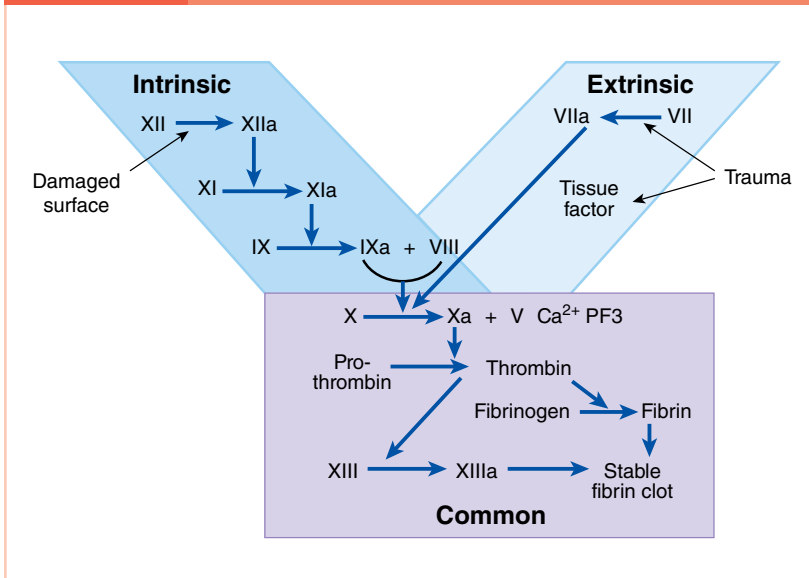 Intrinsic
Extrinsic
XII XIIa
VIIa VII
Damaged
surface
XI XIa
Tissue
factor
Trauma
IX IXa + VIII
X Xa + V Ca²⁺ PF3
Pro-
thrombin
Thrombin
Fibrinogen Fibrin
XIII XIIIa
Stable
fibrin clot
Common